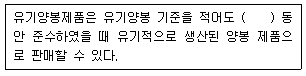 유기양봉제품은 유기양봉 기준을 적어도 (    ) 동
안 준수하였을 때 유기적으로 생산된 양봉 제품으
로 판매할 수 있다.